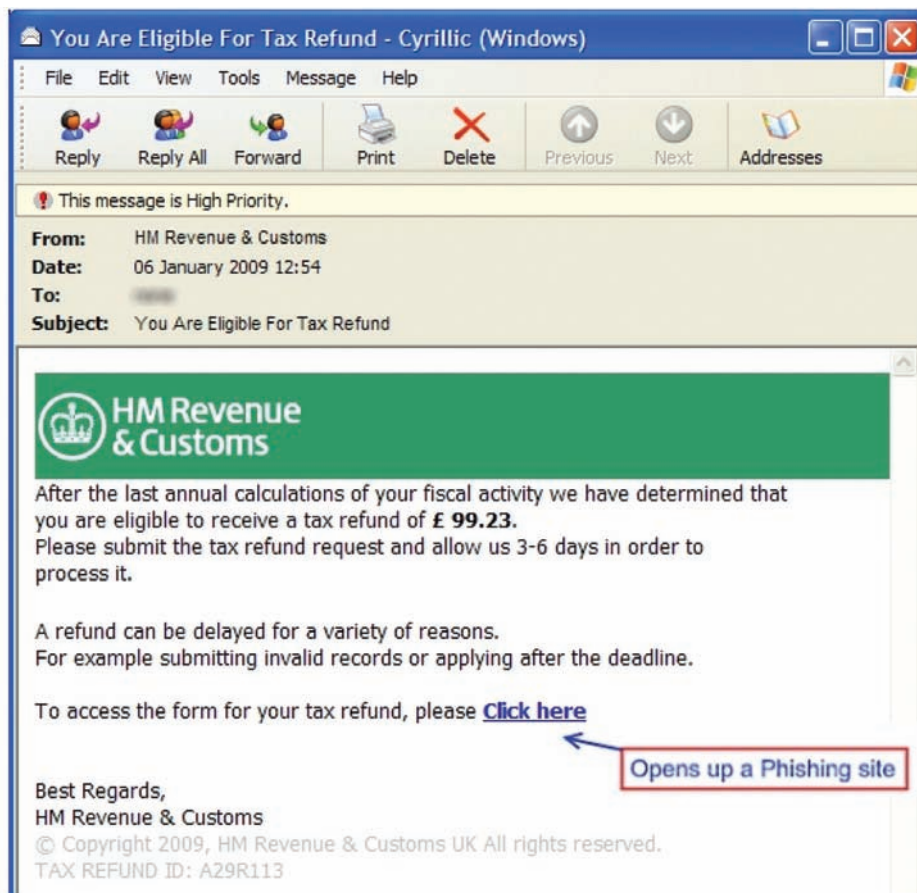 You Are Eligible For Tax Refund - Cyrillic (Windows)
File Edit View Tools Message Help
Reply Reply All Forward Print Delete Previous Next Addresses
This message is High Priority.
From: HM Revenue & Customs
Date: 06 January 2009 12:54
To:
Subject: You Are Eligible For Tax Refund
HM Revenue
& Customs
After the last annual calculations of your fiscal activity we have determined that
you are eligible to receive a tax refund of £ 99.23.
Please submit the tax refund request and allow us 3-6 days in order to
process it.
A refund can be delayed for a variety of reasons.
For example submitting invalid records or applying after the deadline.
To access the form for your tax refund, please Click here
Opens up a Phishing site
Best Regards,
HM Revenue & Customs
© Copyright 2009, HM Revenue & Customs UK All rights reserved.
TAX REFUND ID: A29R113